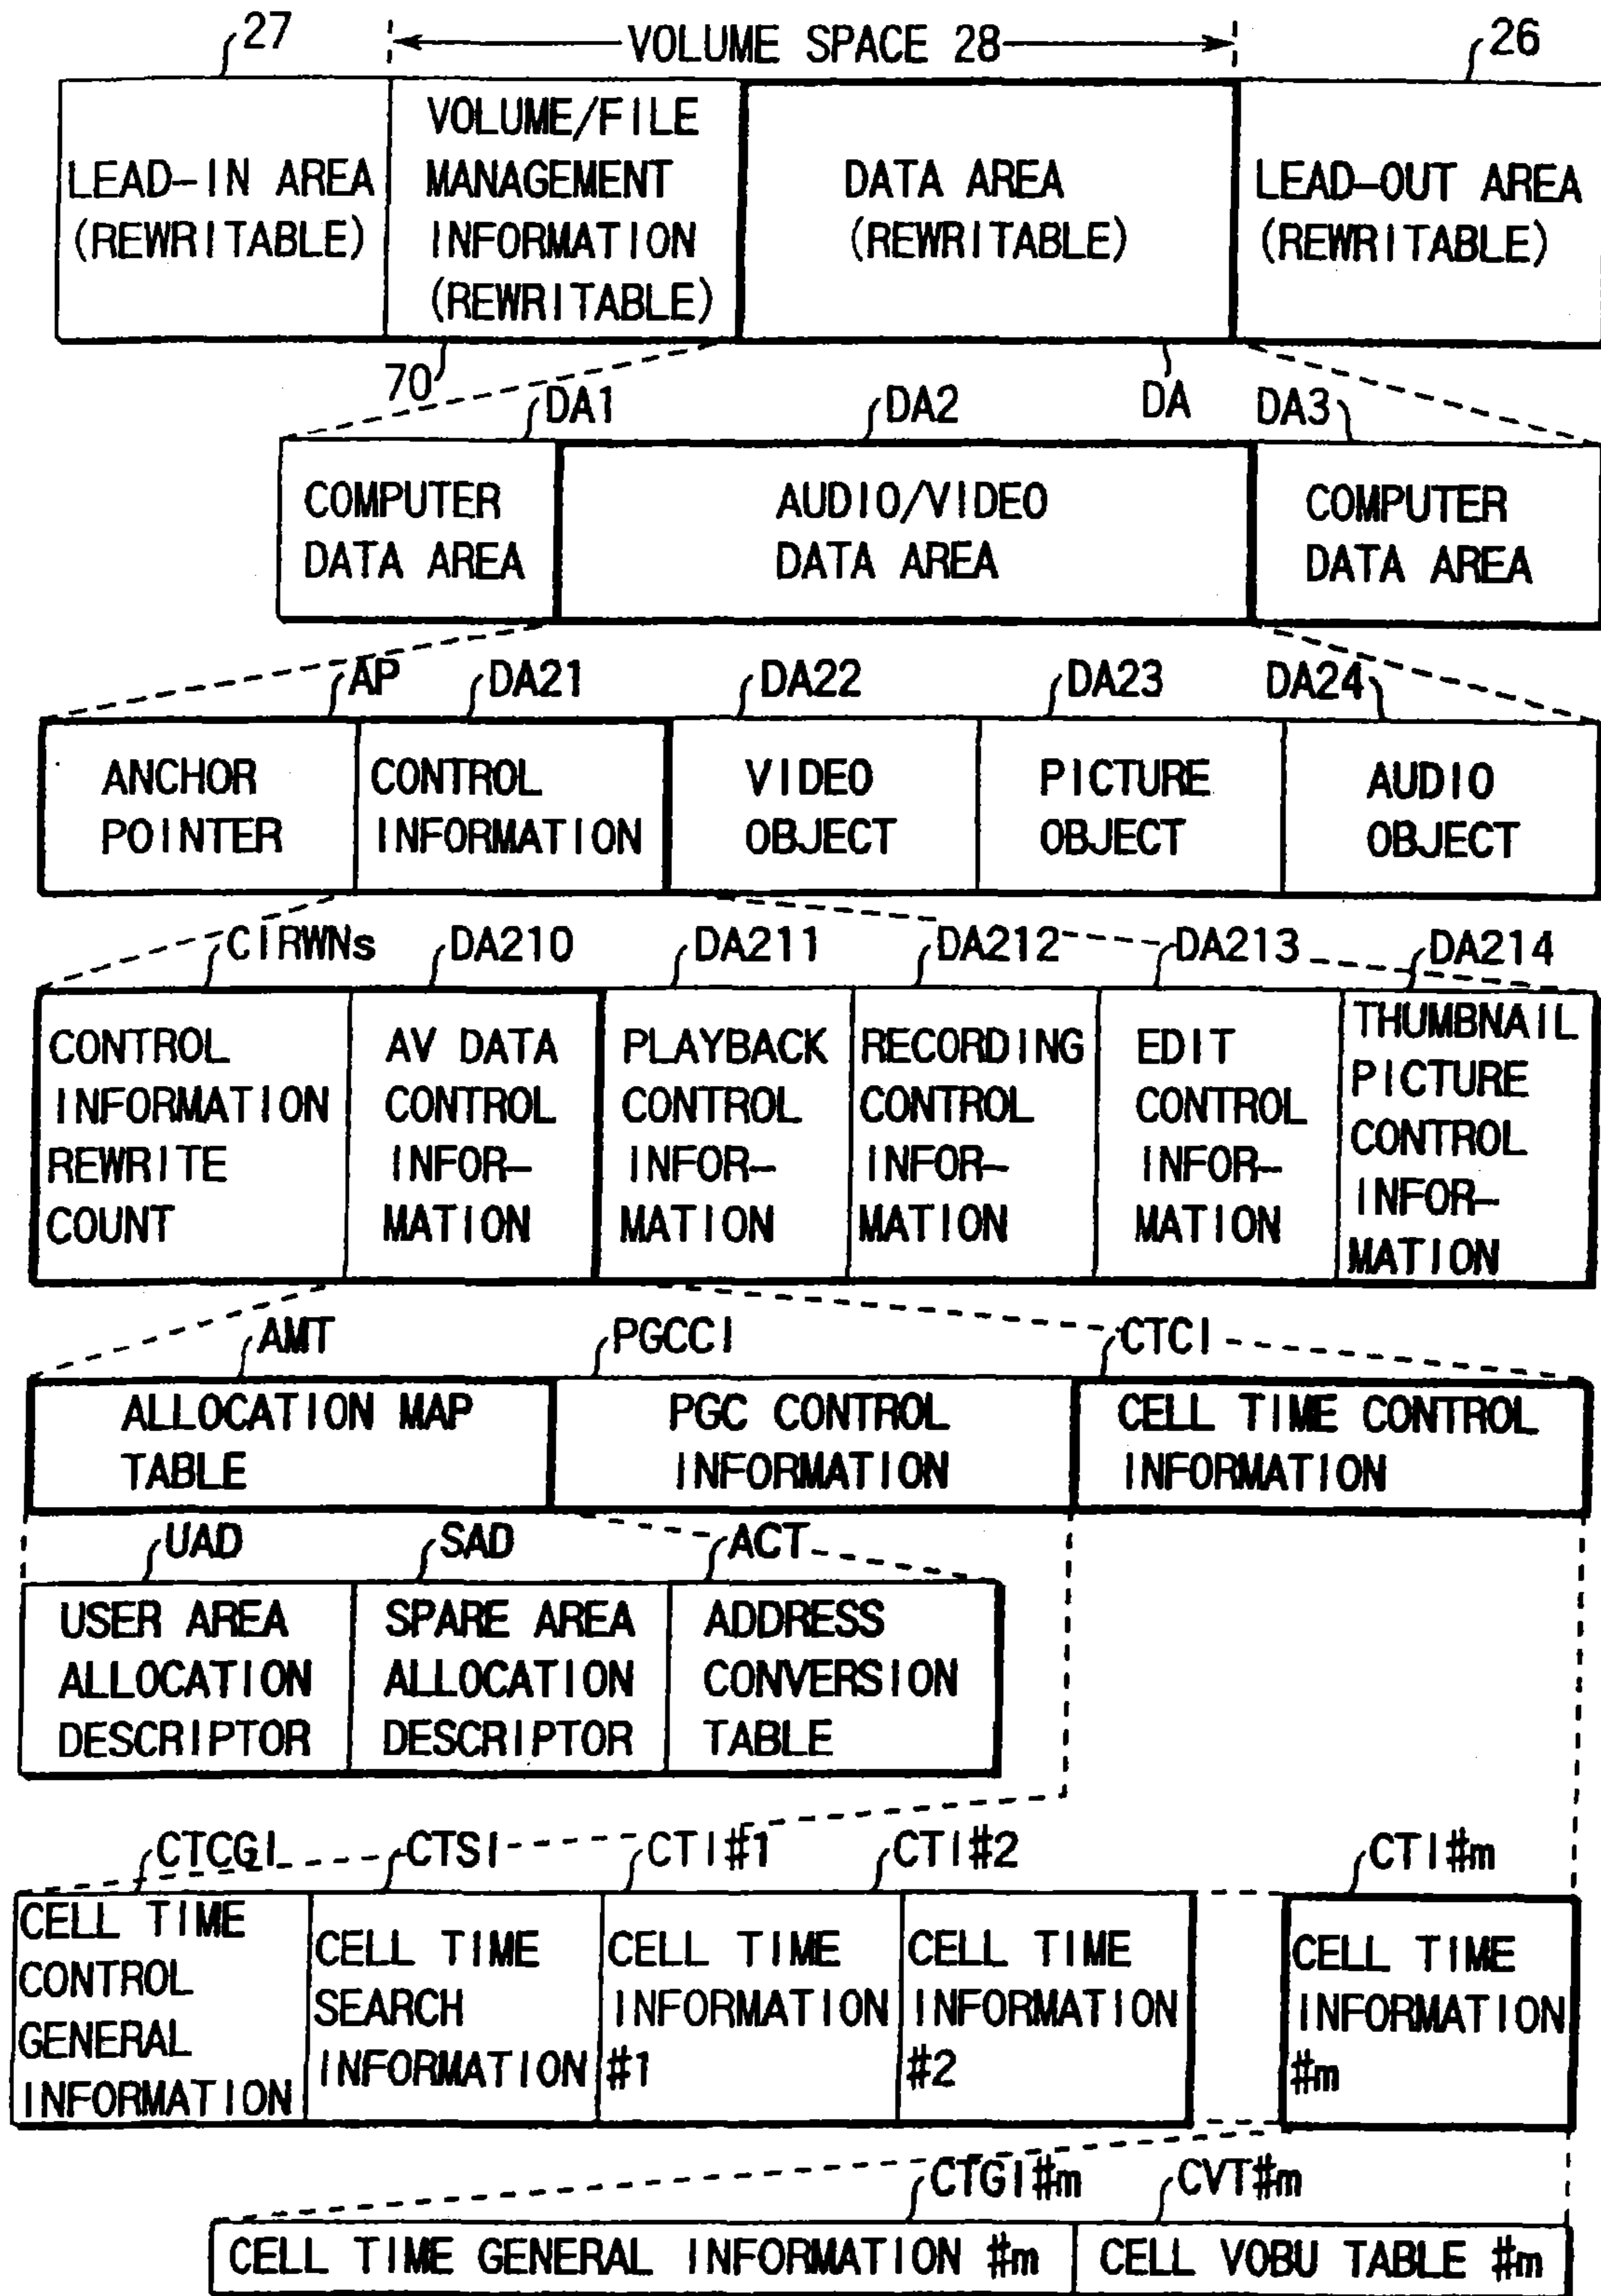 27
VOLUME SPACE 28
26
LEAD-IN AREA
(REWRITABLE)
VOLUME/FILE
MANAGEMENT
INFORMATION
(REWRITABLE)
DATA AREA
(REWRITABLE)
LEAD-OUT AREA
(REWRITABLE)
70
DA
DA1
DA2
DA3
COMPUTER
DATA AREA
AUDIO/VIDEO
DATA AREA
COMPUTER
DATA AREA
AP
DA21
DA22
DA23
DA24
ANCHOR
POINTER
CONTROL
INFORMATION
VIDEO
OBJECT
PICTURE
OBJECT
AUDIO
OBJECT
CIRWNs
DA210
DA211
DA212
DA213
DA214
CONTROL
INFORMATION
REWRITE
COUNT
AV DATA
CONTROL
INFOR-
MATION
PLAYBACK
CONTROL
INFOR-
MATION
RECORDING
CONTROL
INFOR-
MATION
EDIT
CONTROL
INFOR-
MATION
THUMBNAIL
PICTURE
CONTROL
INFOR-
MATION
AMT
PGCCI
CTCI
ALLOCATION MAP
TABLE
PGC CONTROL
INFORMATION
CELL TIME CONTROL
INFORMATION
UAD
SAD
ACT
USER AREA
ALLOCATION
DESCRIPTOR
SPARE AREA
ALLOCATION
DESCRIPTOR
ADDRESS
CONVERSION
TABLE
CTCGI
CTSI
CTI#1
CTI#2
CTI#m
CELL TIME
CONTROL
GENERAL
INFORMATION
CELL TIME
SEARCH
INFORMATION
CELL TIME
INFORMATION
#1
CELL TIME
INFORMATION
#2
CELL TIME
INFORMATION
#m
CTGI#m
CVT#m
CELL TIME GENERAL INFORMATION #m
CELL VOBU TABLE #m